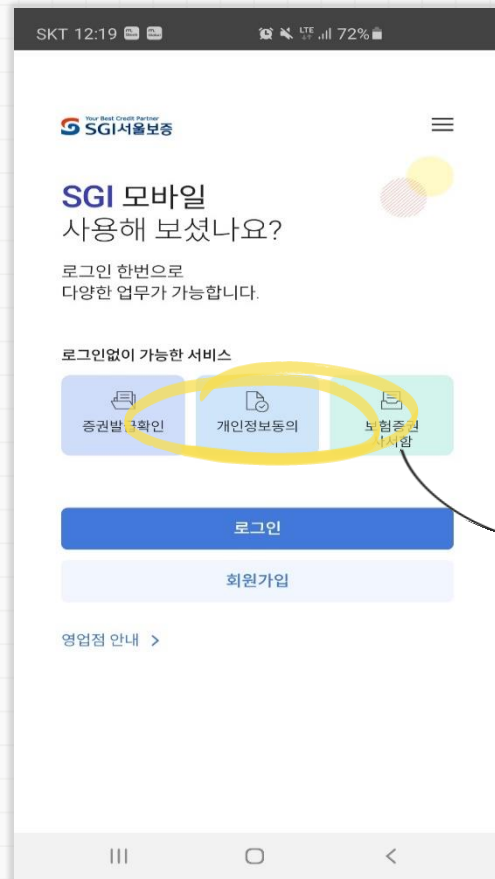 SKT 12:19 LTE 72%
Your Best Credit Partner
SGI서울보증
SGI 모바일
사용해 보셨나요?
로그인 한번으로
다양한 업무가 가능합니다.
로그인없이 가능한 서비스
증권발급확인 개인정보동의 보험증권
사서함
로그인
회원가입
영업점 안내 >